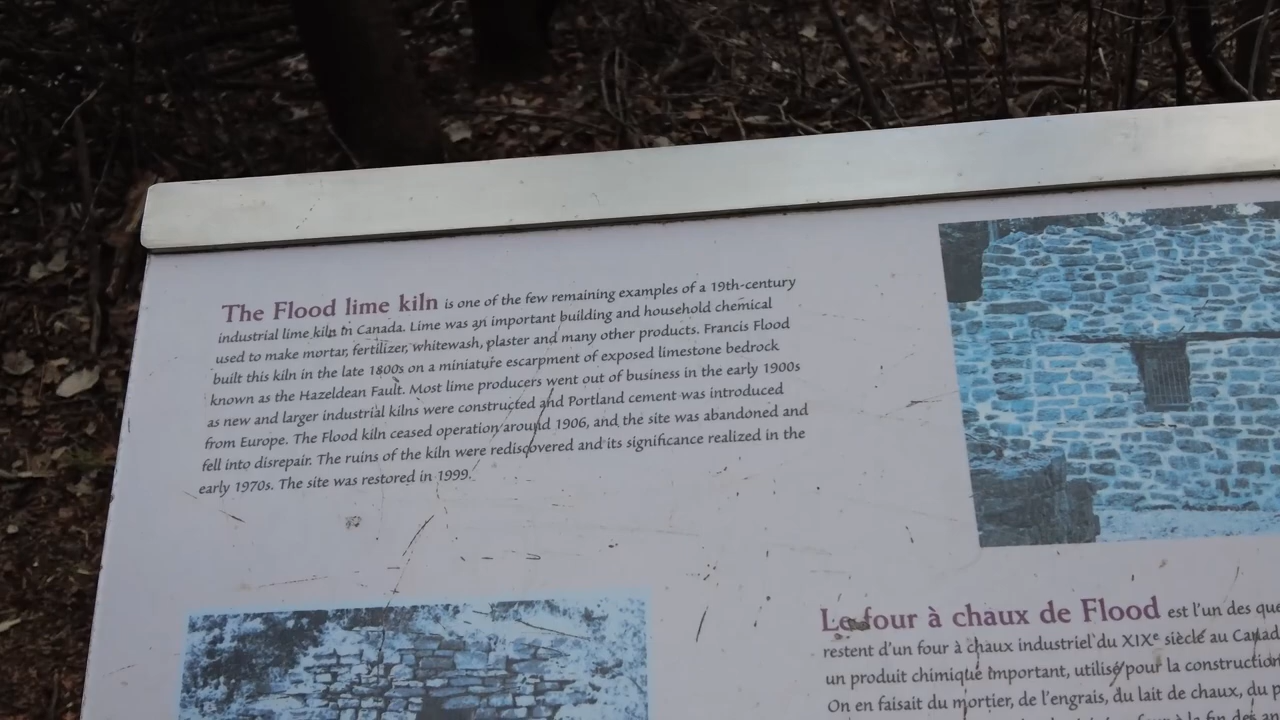 The Flood lime kiln is one of the few remaining examples of a 19th-century
industrial lime kiln in Canada. Lime was an important building and household chemical
used to make mortar, fertilizer, whitewash, plaster and many other products. Francis Flood
built this kiln in the late 1800s on a miniature escarpment of exposed limestone bedrock
known as the Hazeldean Fault. Most lime producers went out of business in the early 1900s
as new and larger industrial kilns were constructed and Portland cement was introduced
from Europe. The Flood kiln ceased operation around 1906, and the site was abandoned and
fell into disrepair. The ruins of the kiln were rediscovered and its significance realized in the
early 1970s. The site was restored in 1999.
Le four à chaux de Flood est l'un des
restent d'un four à chaux industriel du XIXe siècle au
un produit chimique important, utilisé pour la construction
On en faisait du mortier, de l'engrais, du lait de chaux, du